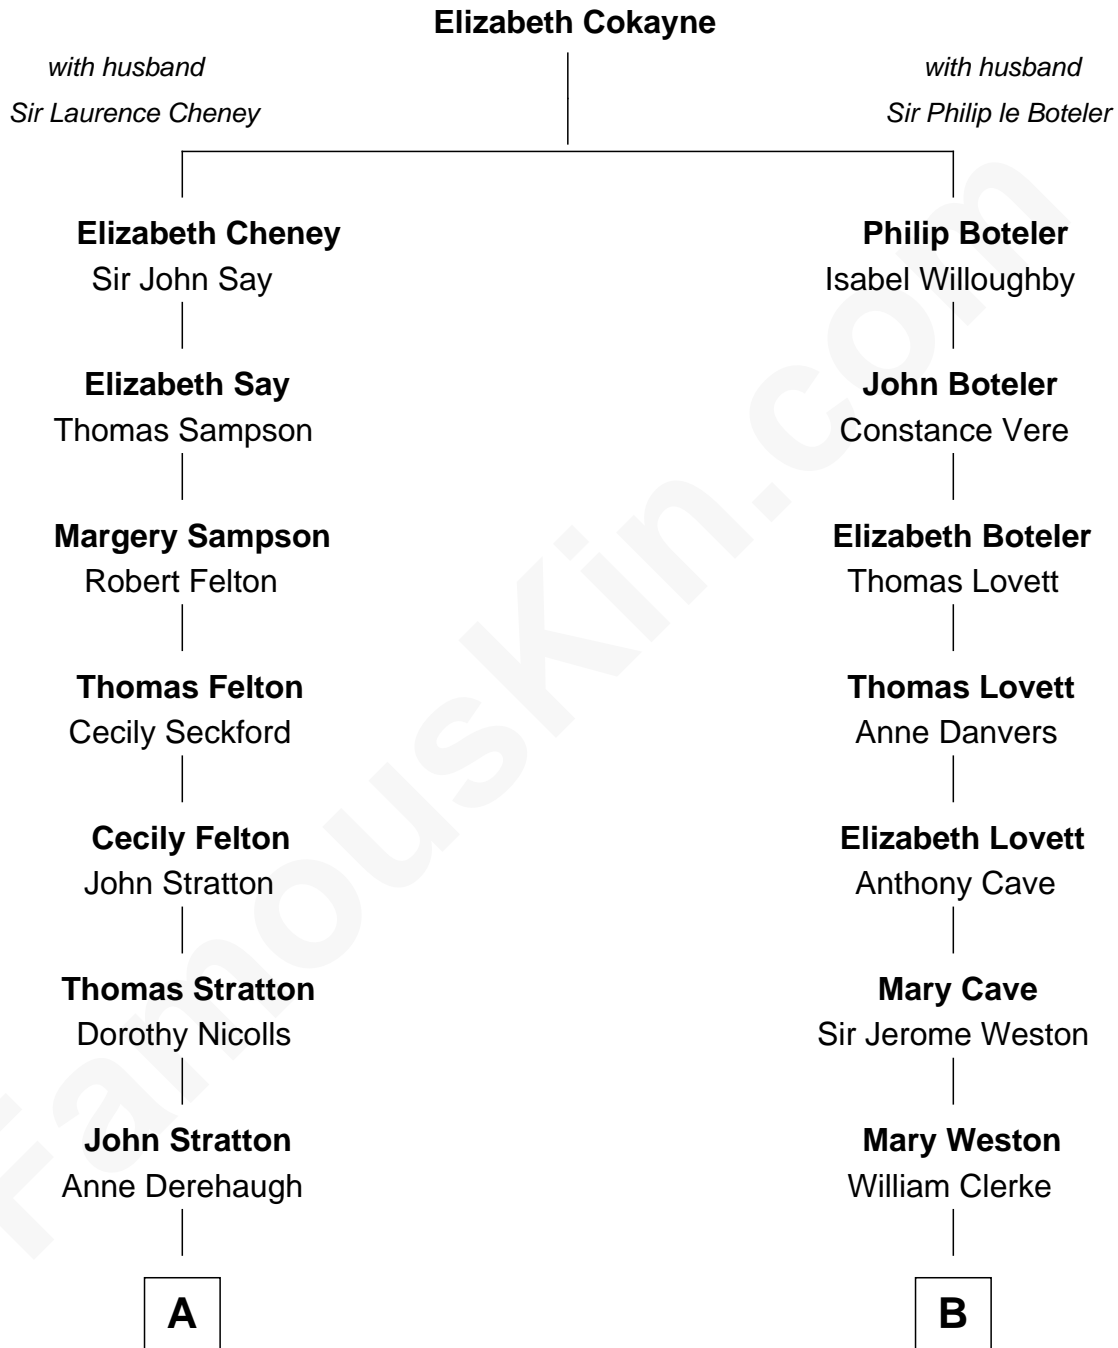 Elizabeth Cokayne
with husband
Sir Laurence Cheney
with husband
Sir Philip le Boteler
Elizabeth Cheney
Sir John Say
Philip Boteler
Isabel Willoughby
Elizabeth Say
Thomas Sampson
John Boteler
Constance Vere
Margery Sampson
Robert Felton
Elizabeth Boteler
Thomas Lovett
Thomas Felton
Cecily Seckford
Thomas Lovett
Anne Danvers
Cecily Felton
John Stratton
Elizabeth Lovett
Anthony Cave
Thomas Stratton
Dorothy Nicolls
Mary Cave
Sir Jerome Weston
John Stratton
Anne Derehaugh
Mary Weston
William Clerke
A
B
FamousKin.com